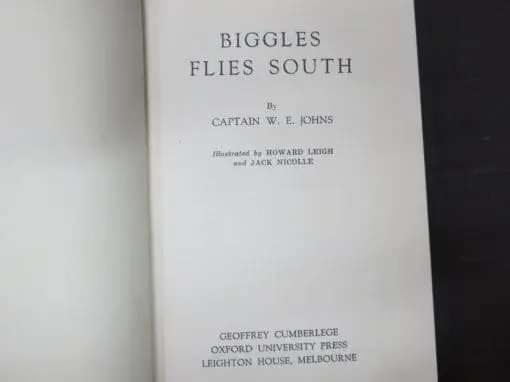 BIGGLES
FLIES SOUTH
By
CAPTAIN W. E. JOHNS
Illustrated by HOWARD LEIGH
and JACK NICOLLE
GEOFFREY CUMBERLEGE
OXFORD UNIVERSITY PRESS
LEIGHTON HOUSE, MELBOURNE